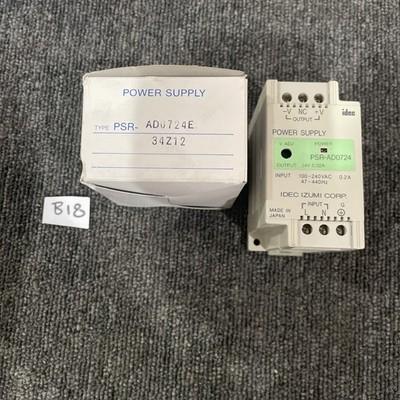 POWER SUPPLY
TYPE PSR- AD0724E
34Z12
B18
-V NC +V
OUTPUT
idec
POWER SUPPLY
V.ADJ POWER
PSR-AD0724
OUTPUT 24V 0.32A
INPUT 100-240VAC 0.2A
47-440Hz
IDEC IZUMI CORP.
MADE IN
JAPAN
INPUT
L N G